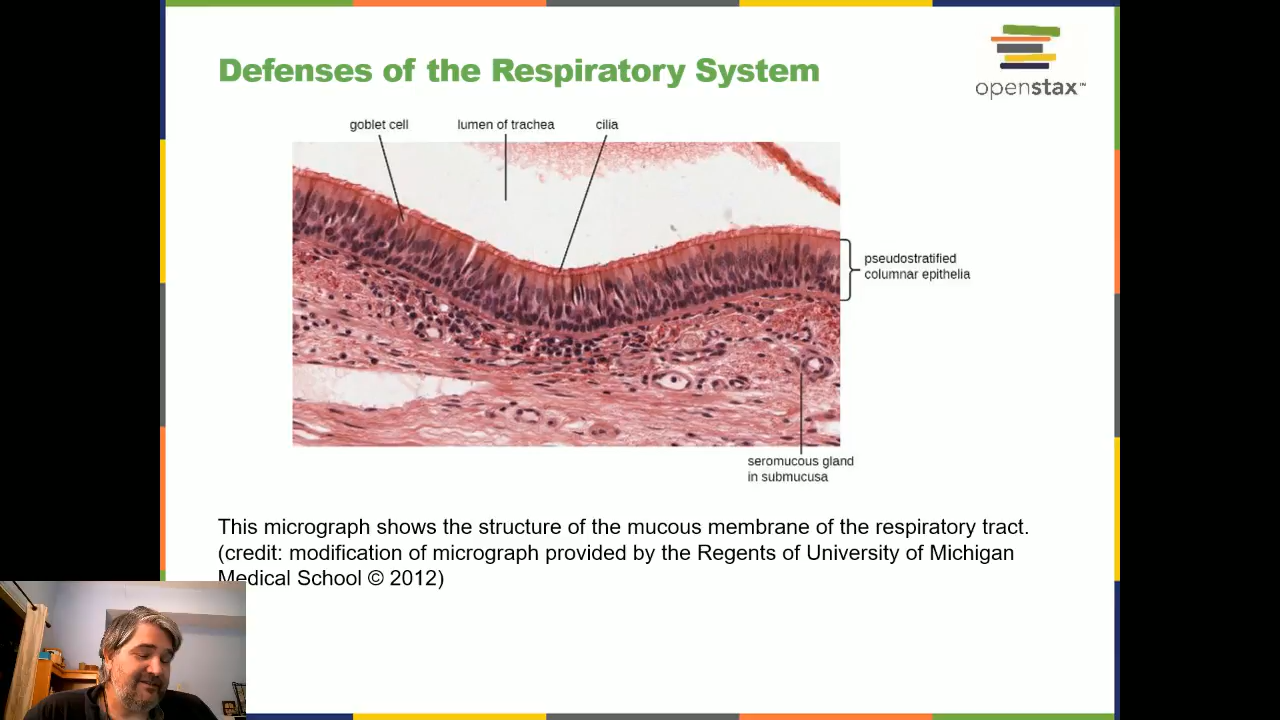 Defenses of the Respiratory System
openstax™
goblet cell
lumen of trachea
cilia
pseudostratified
columnar epithelia
seromucous gland
in submucusa
This micrograph shows the structure of the mucous membrane of the respiratory tract.
(credit: modification of micrograph provided by the Regents of University of Michigan
Medical School © 2012)